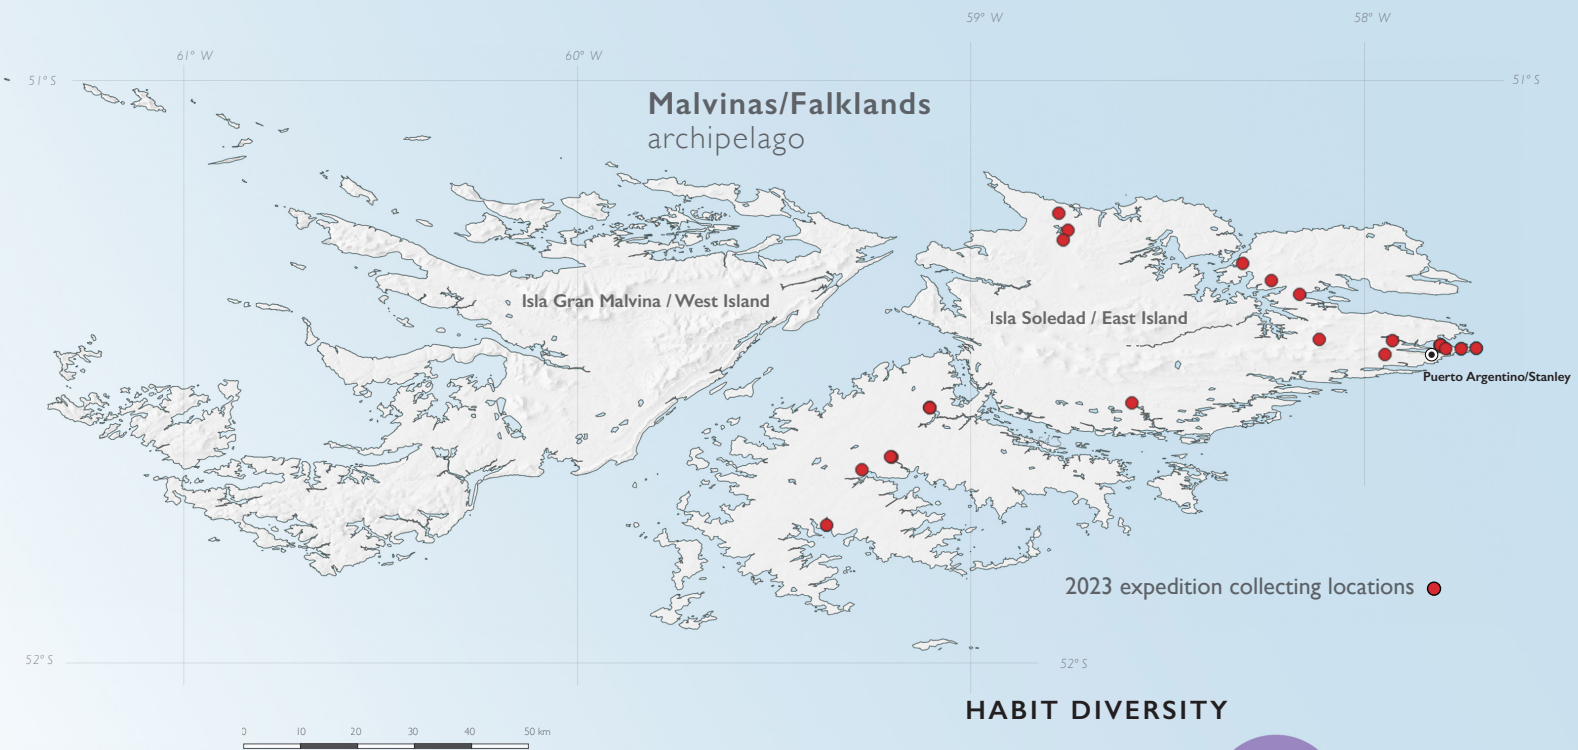 59° W
58° W
61° W
60° W
51° S
51° S
Malvinas/Falklands
archipelago
Isla Gran Malvina / West Island
Isla Soledad / East Island
Puerto Argentino/Stanley
2023 expedition collecting locations
52° S
52° S
HABIT DIVERSITY
0 10 20 30 40 50 km